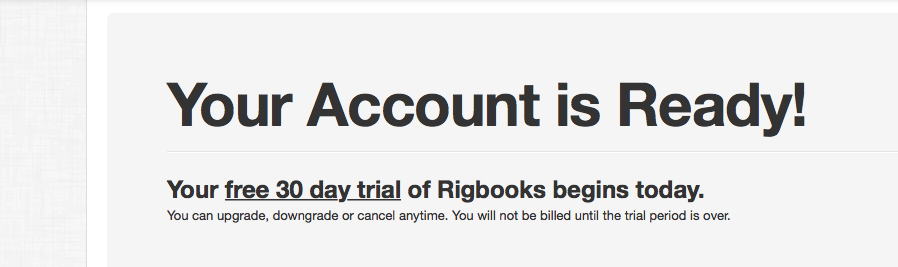 Your Account is Ready!
Your free 30 day trial of Rigbooks begins today.
You can upgrade, downgrade or cancel anytime. You will not be billed until the trial period is over.